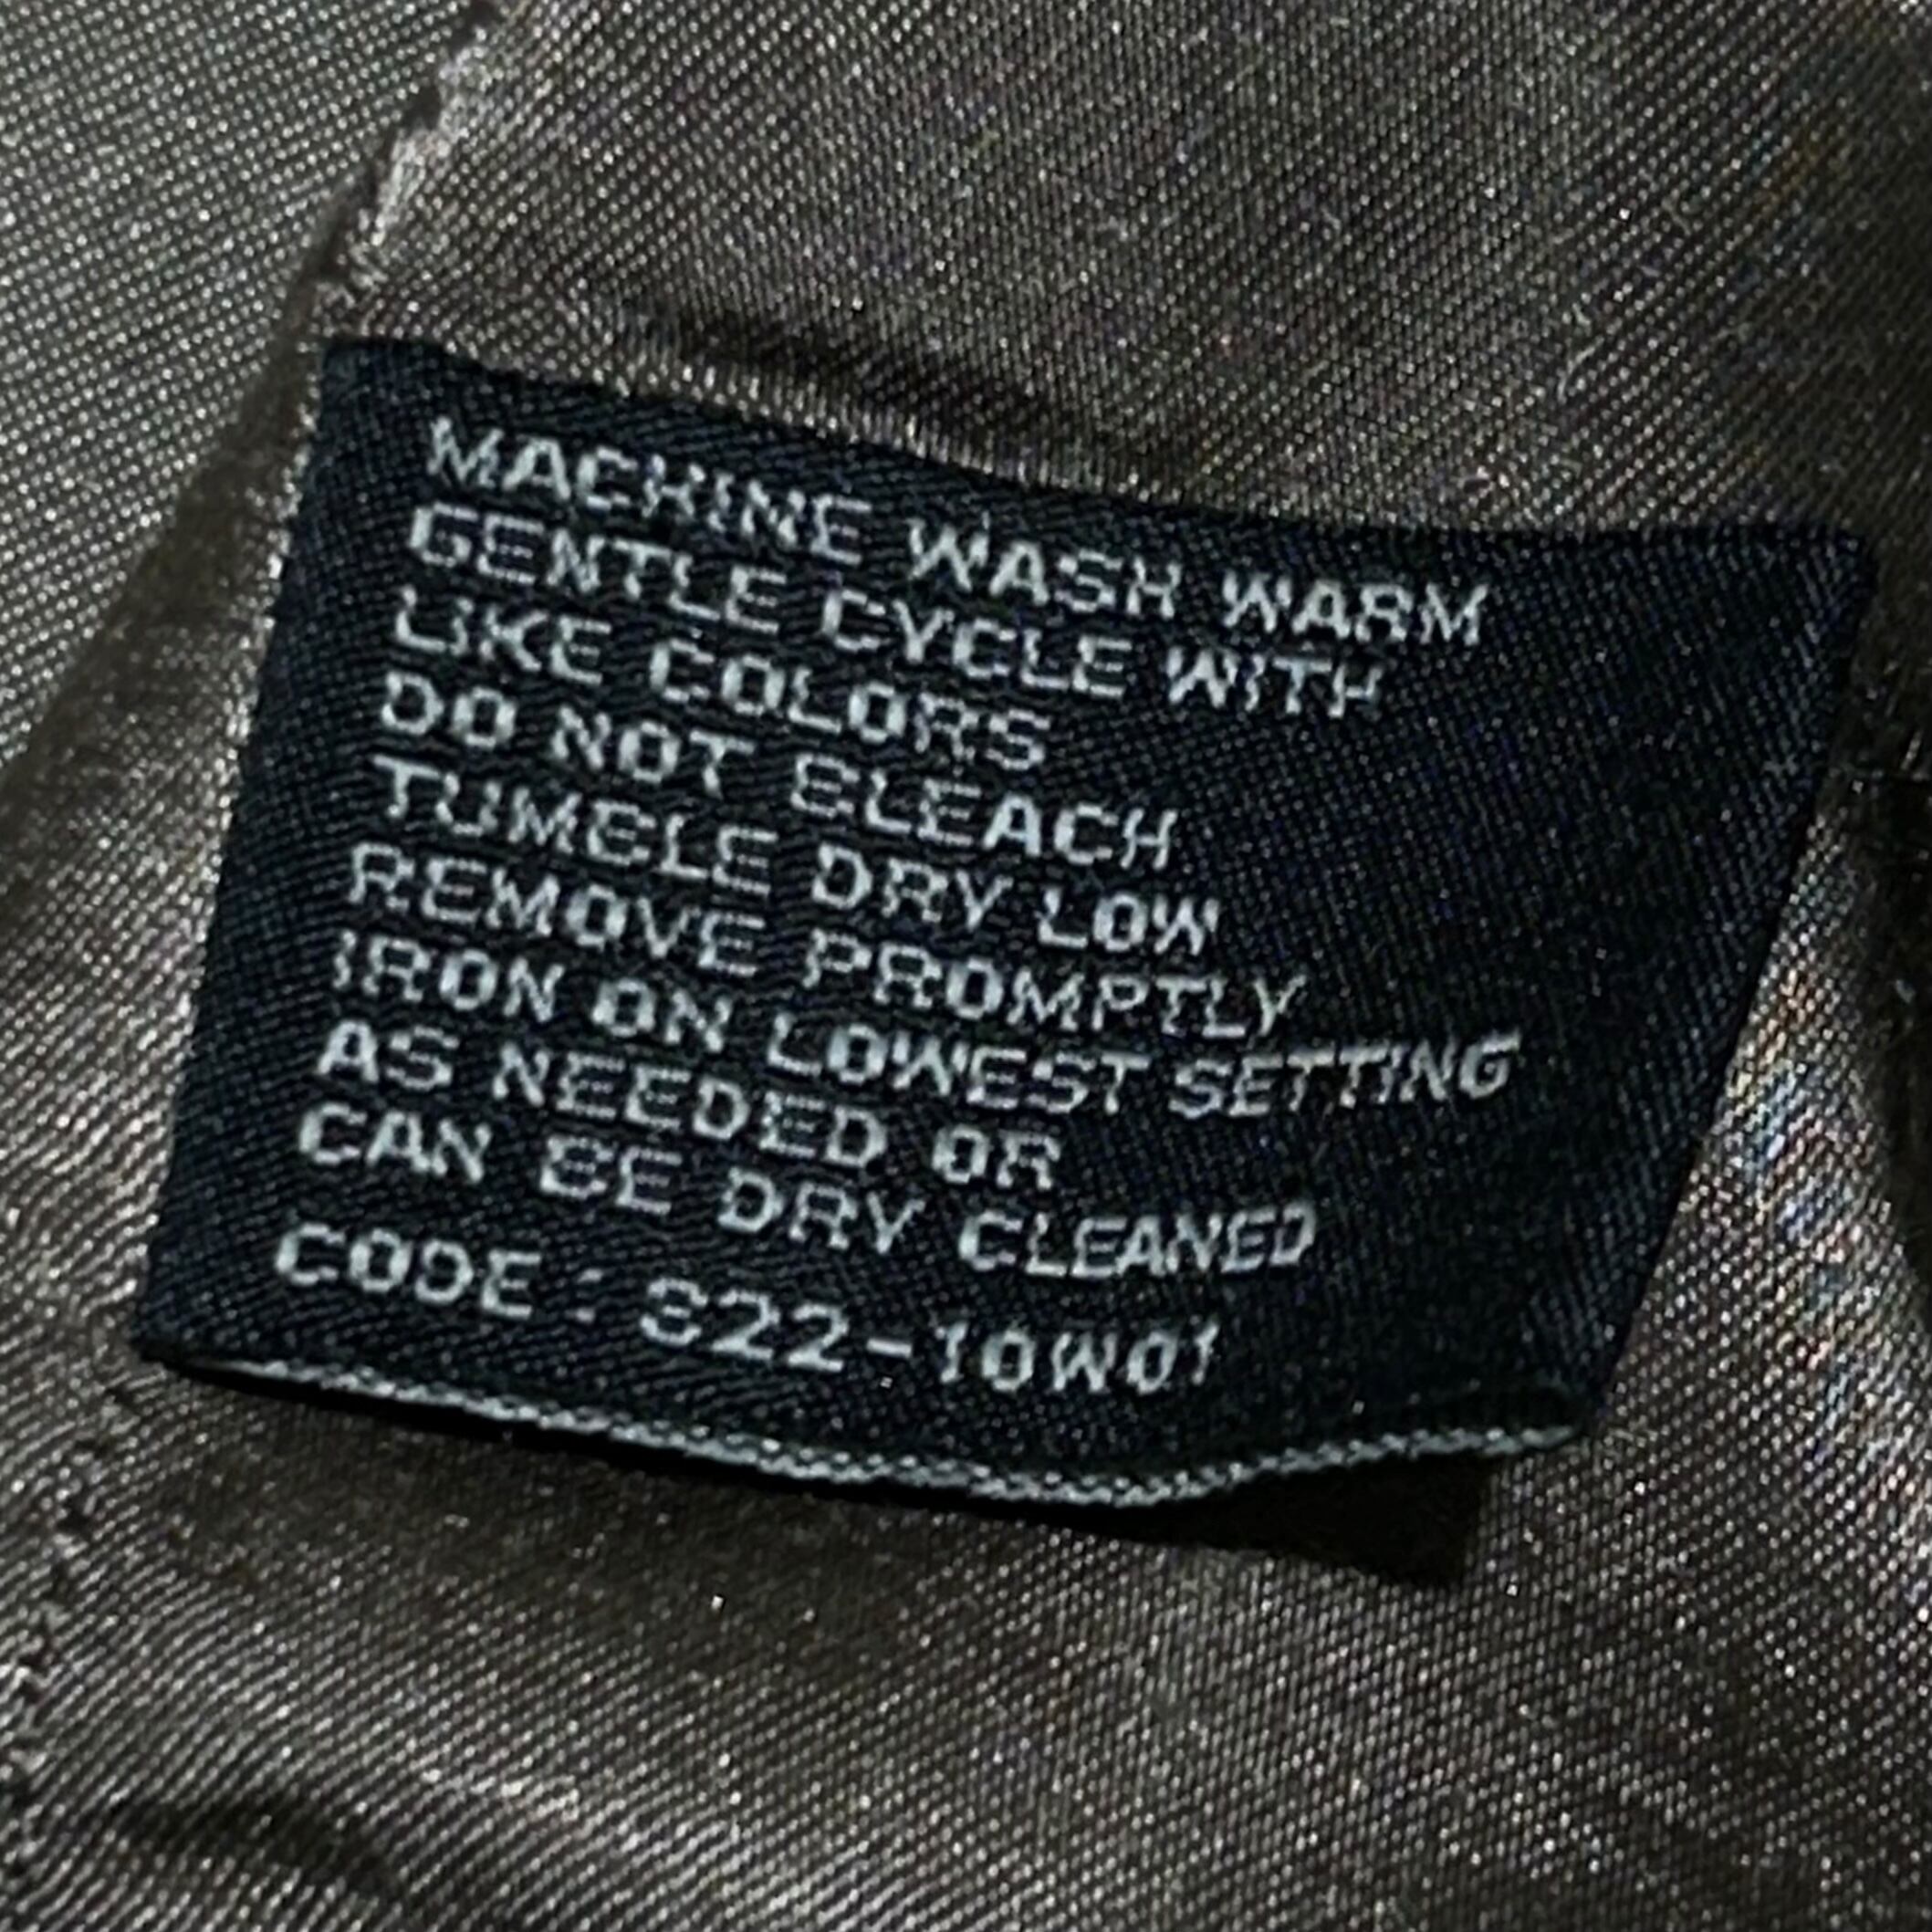 MACHINE WASH WARM
GENTLE CYCLE WITH
LIKE COLORS
DO NOT BLEACH
TUMBLE DRY LOW
REMOVE PROMPTLY
IRON ON LOWEST SETTING
AS NEEDED OR
CAN BE DRY CLEANED
CODE : S22-10W01